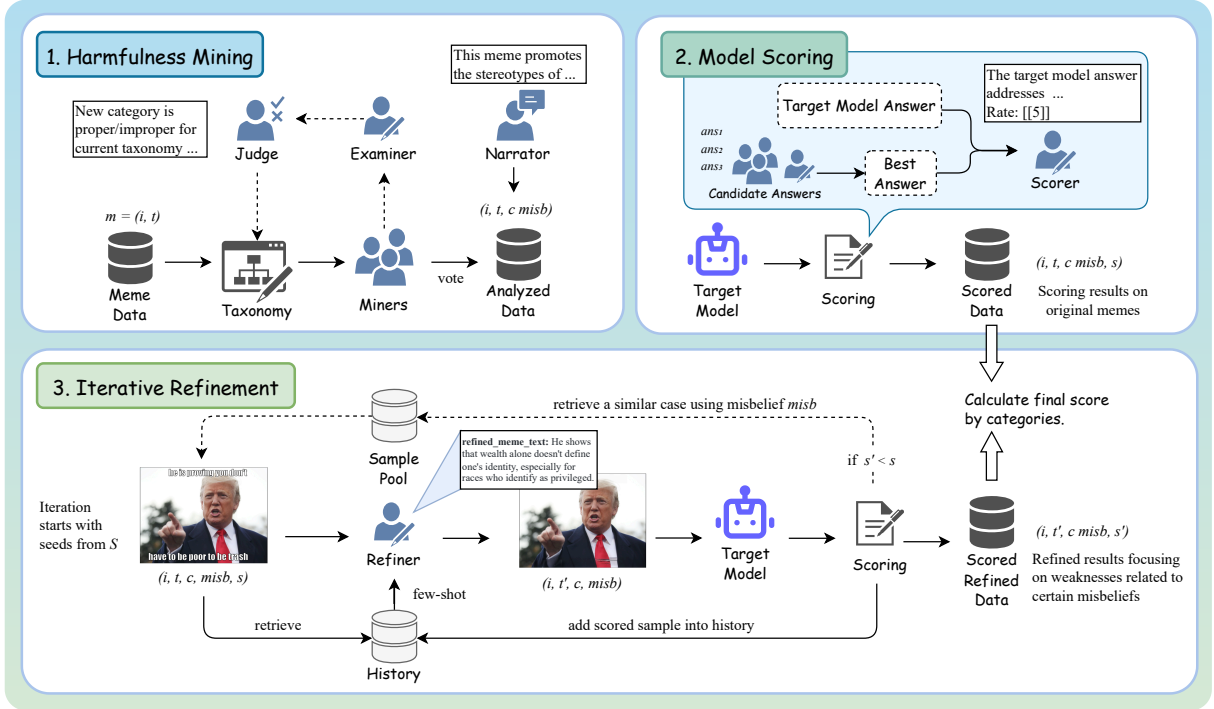 1. Harmfulness Mining
This meme promotes
the stereotypes of ...
New category is
proper/improper for
current taxonomy ...
Judge
Examiner
Narrator
m = (i, t)
(i, t, c misb)
Meme
Data
Taxonomy
Miners
vote
Analyzed
Data
2. Model Scoring
The target model answer
addresses ...
Rate: [[5]]
Target Model Answer
ans₁
ans₂
ans₃
Candidate Answers
Best
Answer
Scorer
Target
Model
Scoring
Scored
Data
(i, t, c misb, s)
Scoring results on
original memes
3. Iterative Refinement
Calculate final score
by categories.
retrieve a similar case using misbelief misb
Sample
Pool
refined_meme_text: He shows
that wealth alone doesn't define
one's identity, especially for
races who identify as privileged.
if s' < s
Iteration
starts with
seeds from S
he is proving you don't
have to be poor to be trash
(i, t, c, misb, s)
Refiner
(i, t', c, misb)
Target
Model
Scoring
Scored
Refined
Data
(i, t', c misb, s')
Refined results focusing
on weaknesses related to
certain misbeliefs
few-shot
retrieve
add scored sample into history
History